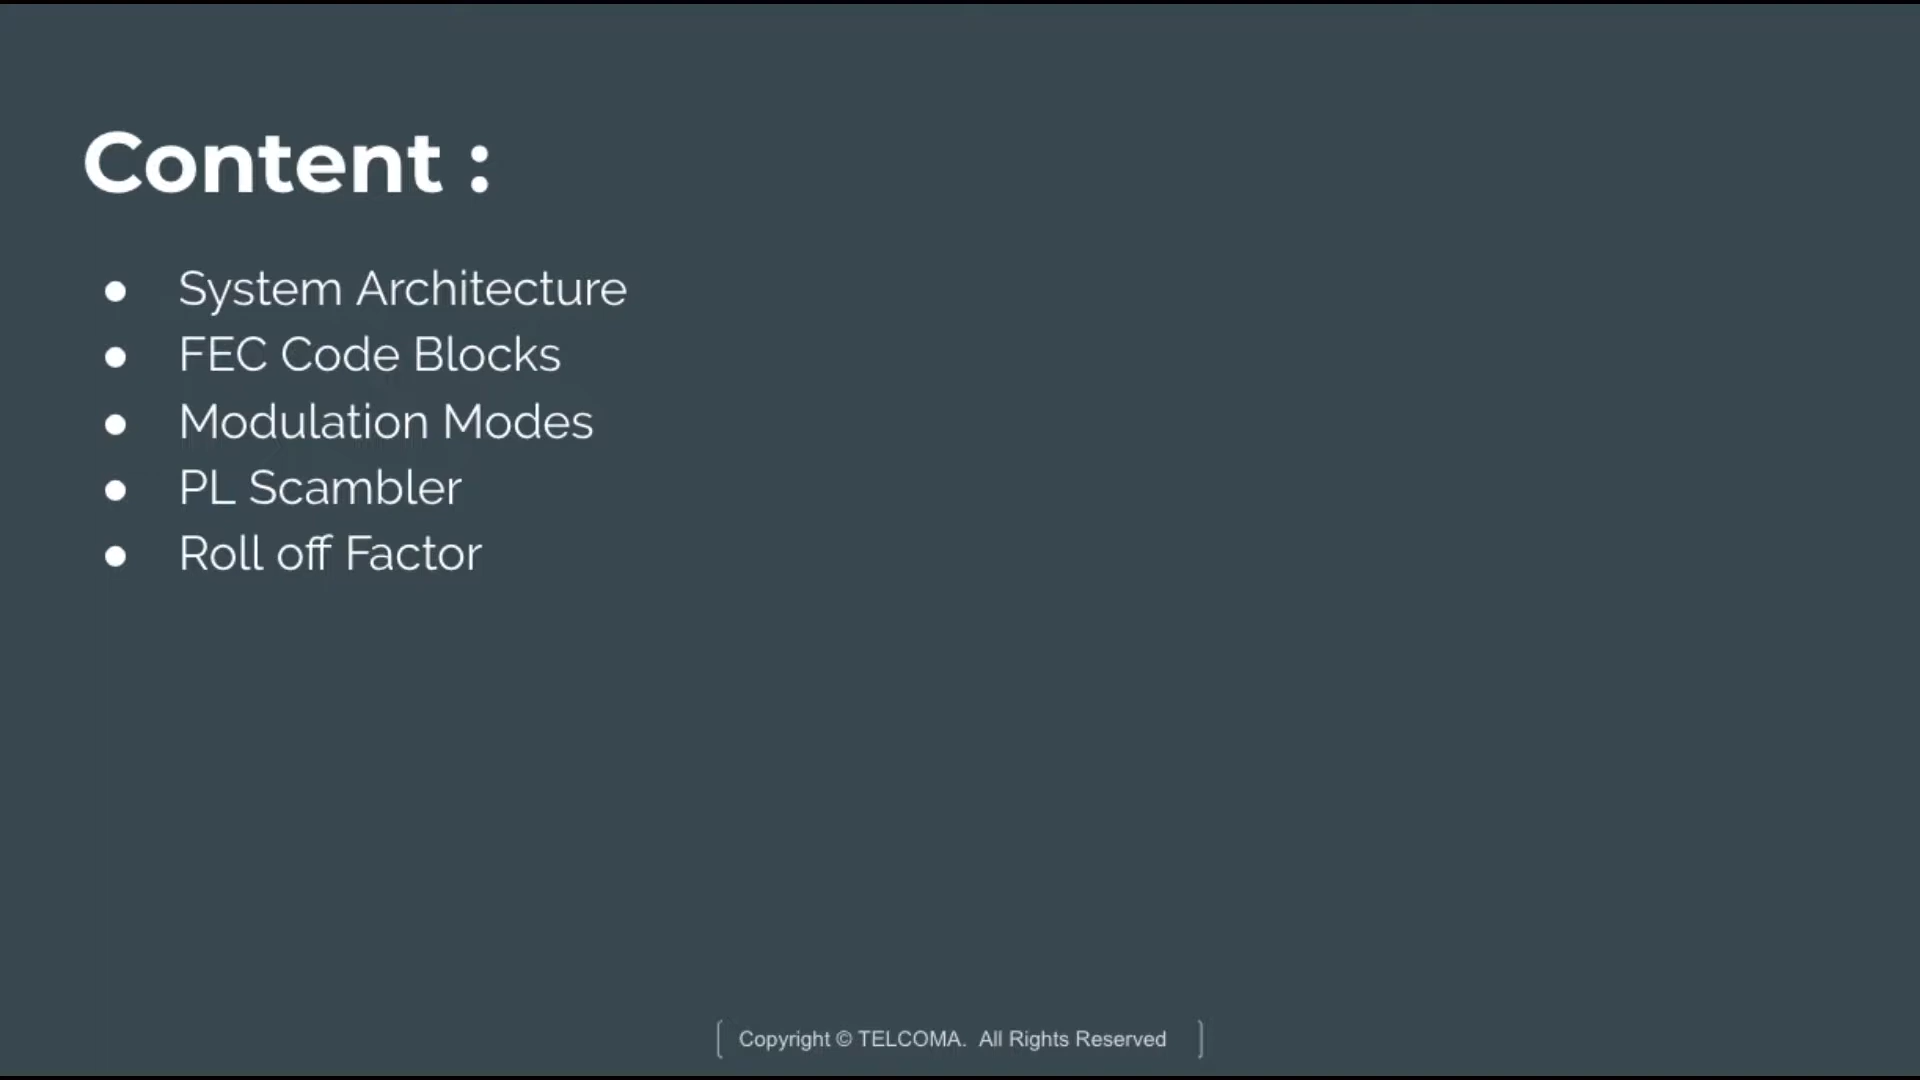 Content :
● System Architecture
● FEC Code Blocks
● Modulation Modes
● PL Scambler
● Roll off Factor
Copyright © TELCOMA. All Rights Reserved